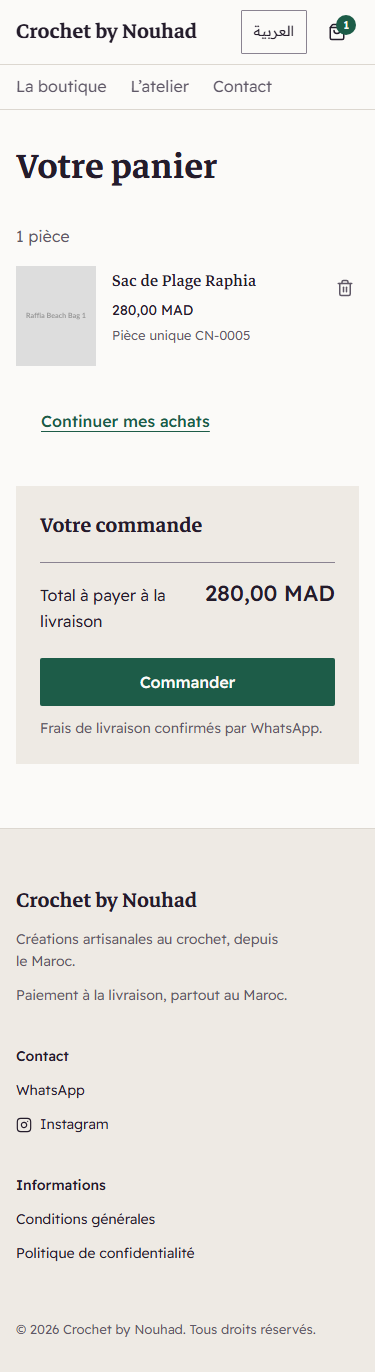 Crochet by Nouhad
العربية
1
La boutique
L’atelier
Contact
Votre panier
1 pièce
Raffia Beach Bag 1
Sac de Plage Raphia
280,00 MAD
Pièce unique CN-0005
Continuer mes achats
Votre commande
Total à payer à la
livraison
280,00 MAD
Commander
Frais de livraison confirmés par WhatsApp.
Crochet by Nouhad
Créations artisanales au crochet, depuis
le Maroc.
Paiement à la livraison, partout au Maroc.
Contact
WhatsApp
Instagram
Informations
Conditions générales
Politique de confidentialité
© 2026 Crochet by Nouhad. Tous droits réservés.